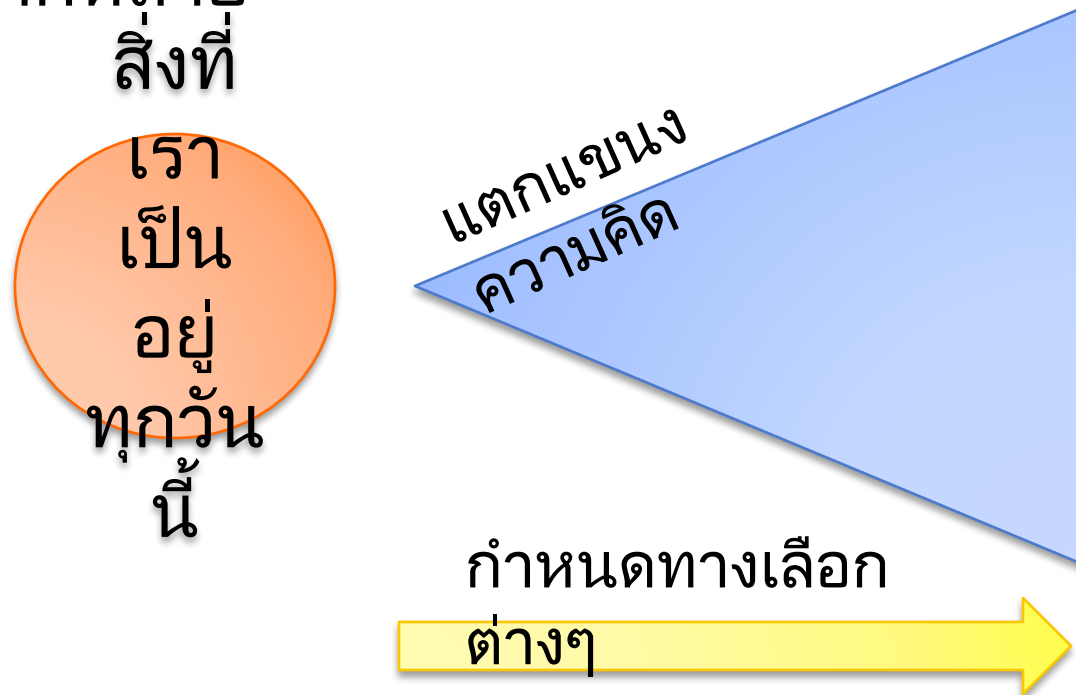 สิ่งที่
เรา
เป็น
อยู่
ทุกวัน
นี้
แตกแขนง
ความคิด
กำหนดทางเลือก
ต่างๆ